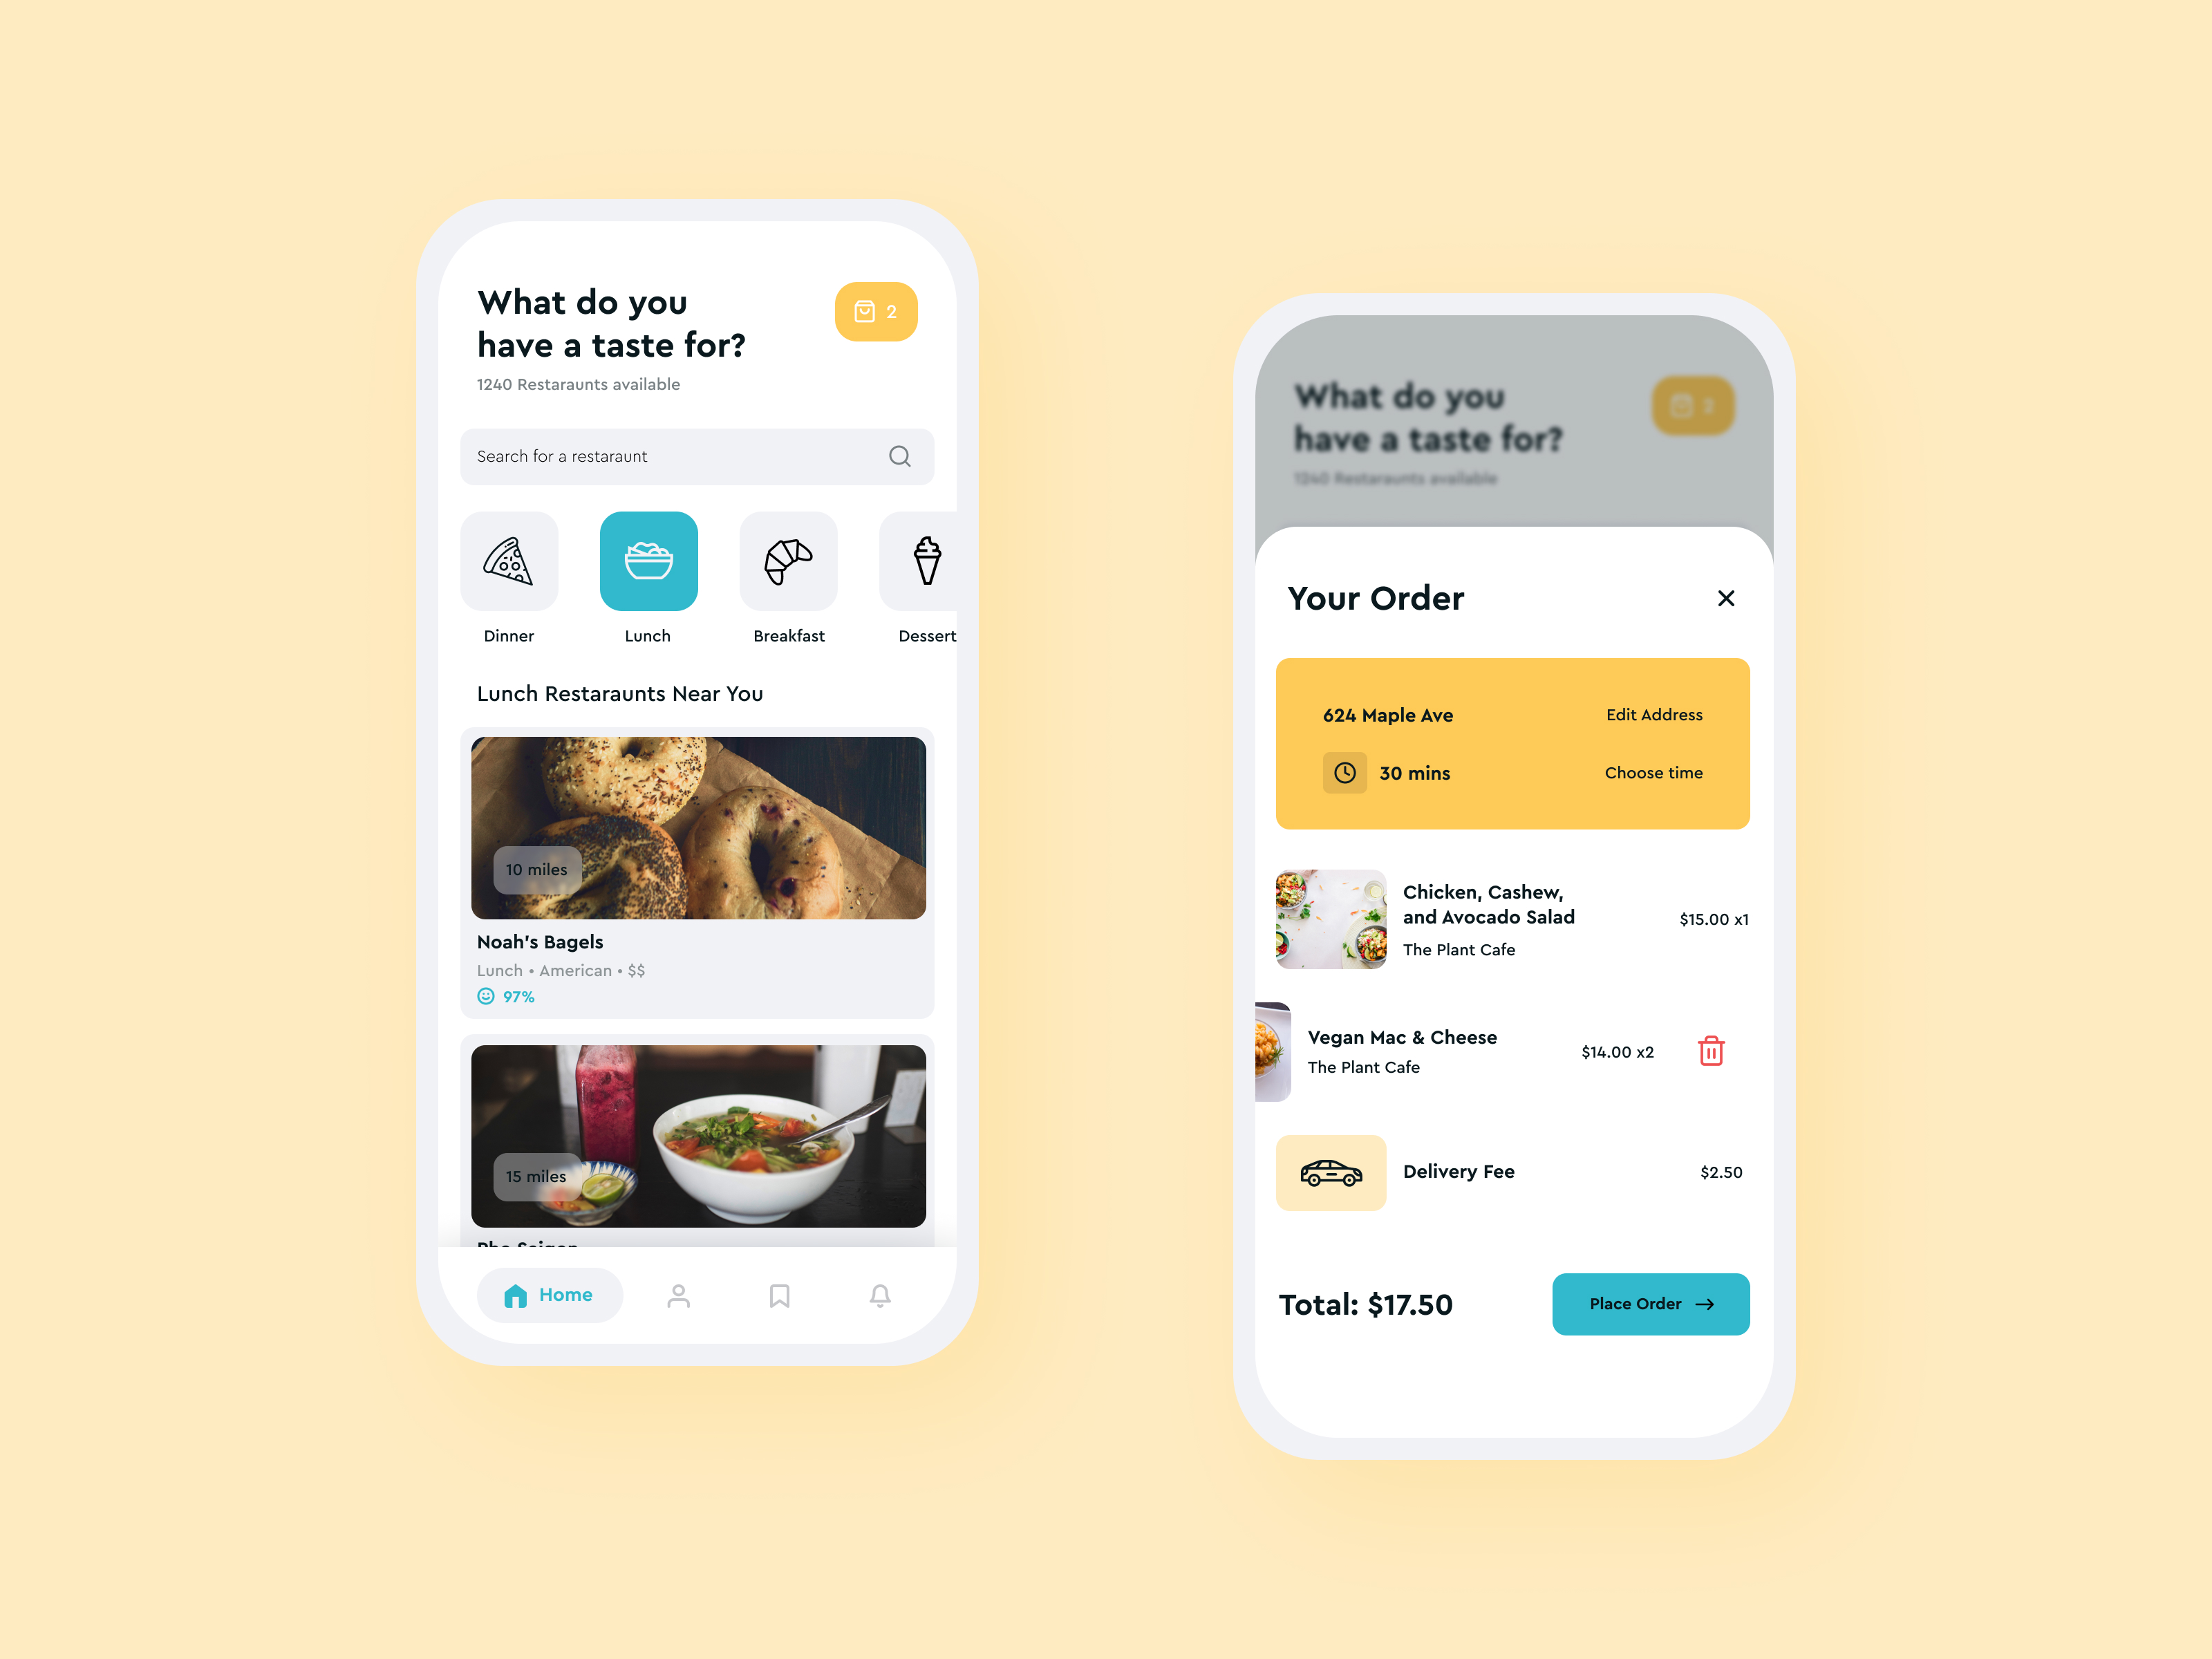 What do you
have a taste for?
2
1240 Restaraunts available
Search for a restaraunt
Dinner
Lunch
Breakfast
Dessert
Lunch Restaraunts Near You
10 miles
Noah's Bagels
Lunch • American • $$
97%
15 miles
Home
What do you
have a taste for?
2
1240 Restaraunts available
Your Order
624 Maple Ave
Edit Address
30 mins
Choose time
Chicken, Cashew,
and Avocado Salad
$15.00 x1
The Plant Cafe
Vegan Mac & Cheese
$14.00 x2
The Plant Cafe
Delivery Fee
$2.50
Total: $17.50
Place Order